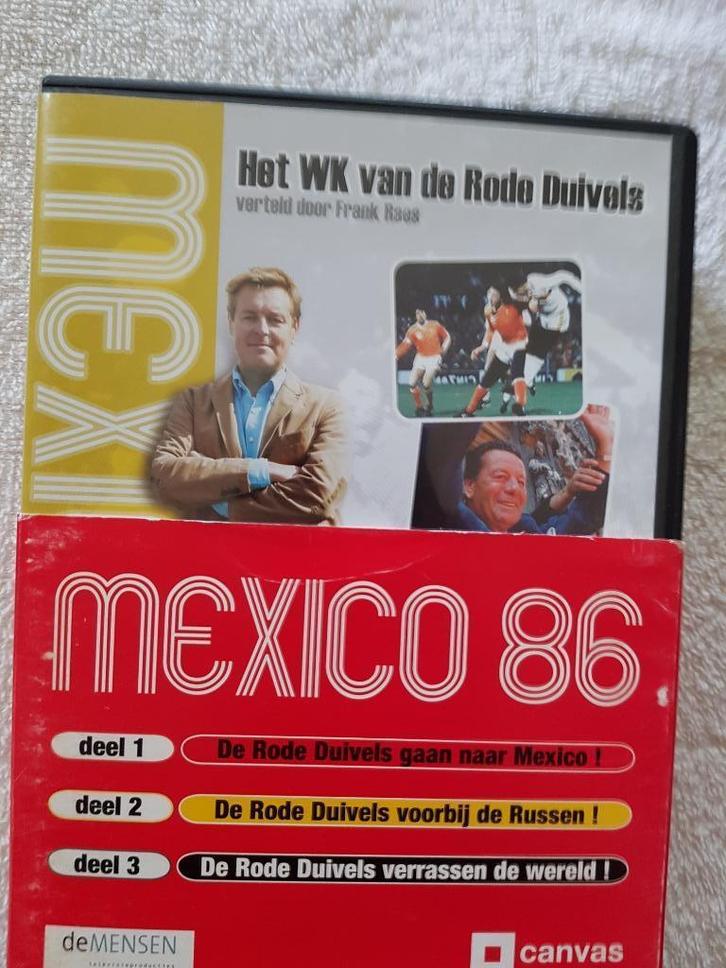 MEXI
Het WK van de Rode Duivels
verteld door Frank Raes
MEXICO 86
deel 1 De Rode Duivels gaan naar Mexico !
deel 2 De Rode Duivels voorbij de Russen !
deel 3 De Rode Duivels verrassen de wereld !
deMENSEN
televisieproducties
canvas